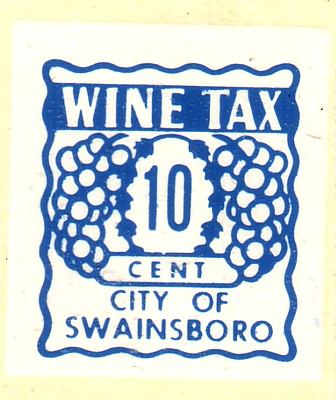 WINE TAX
10
CENT
CITY OF
SWAINSBORO